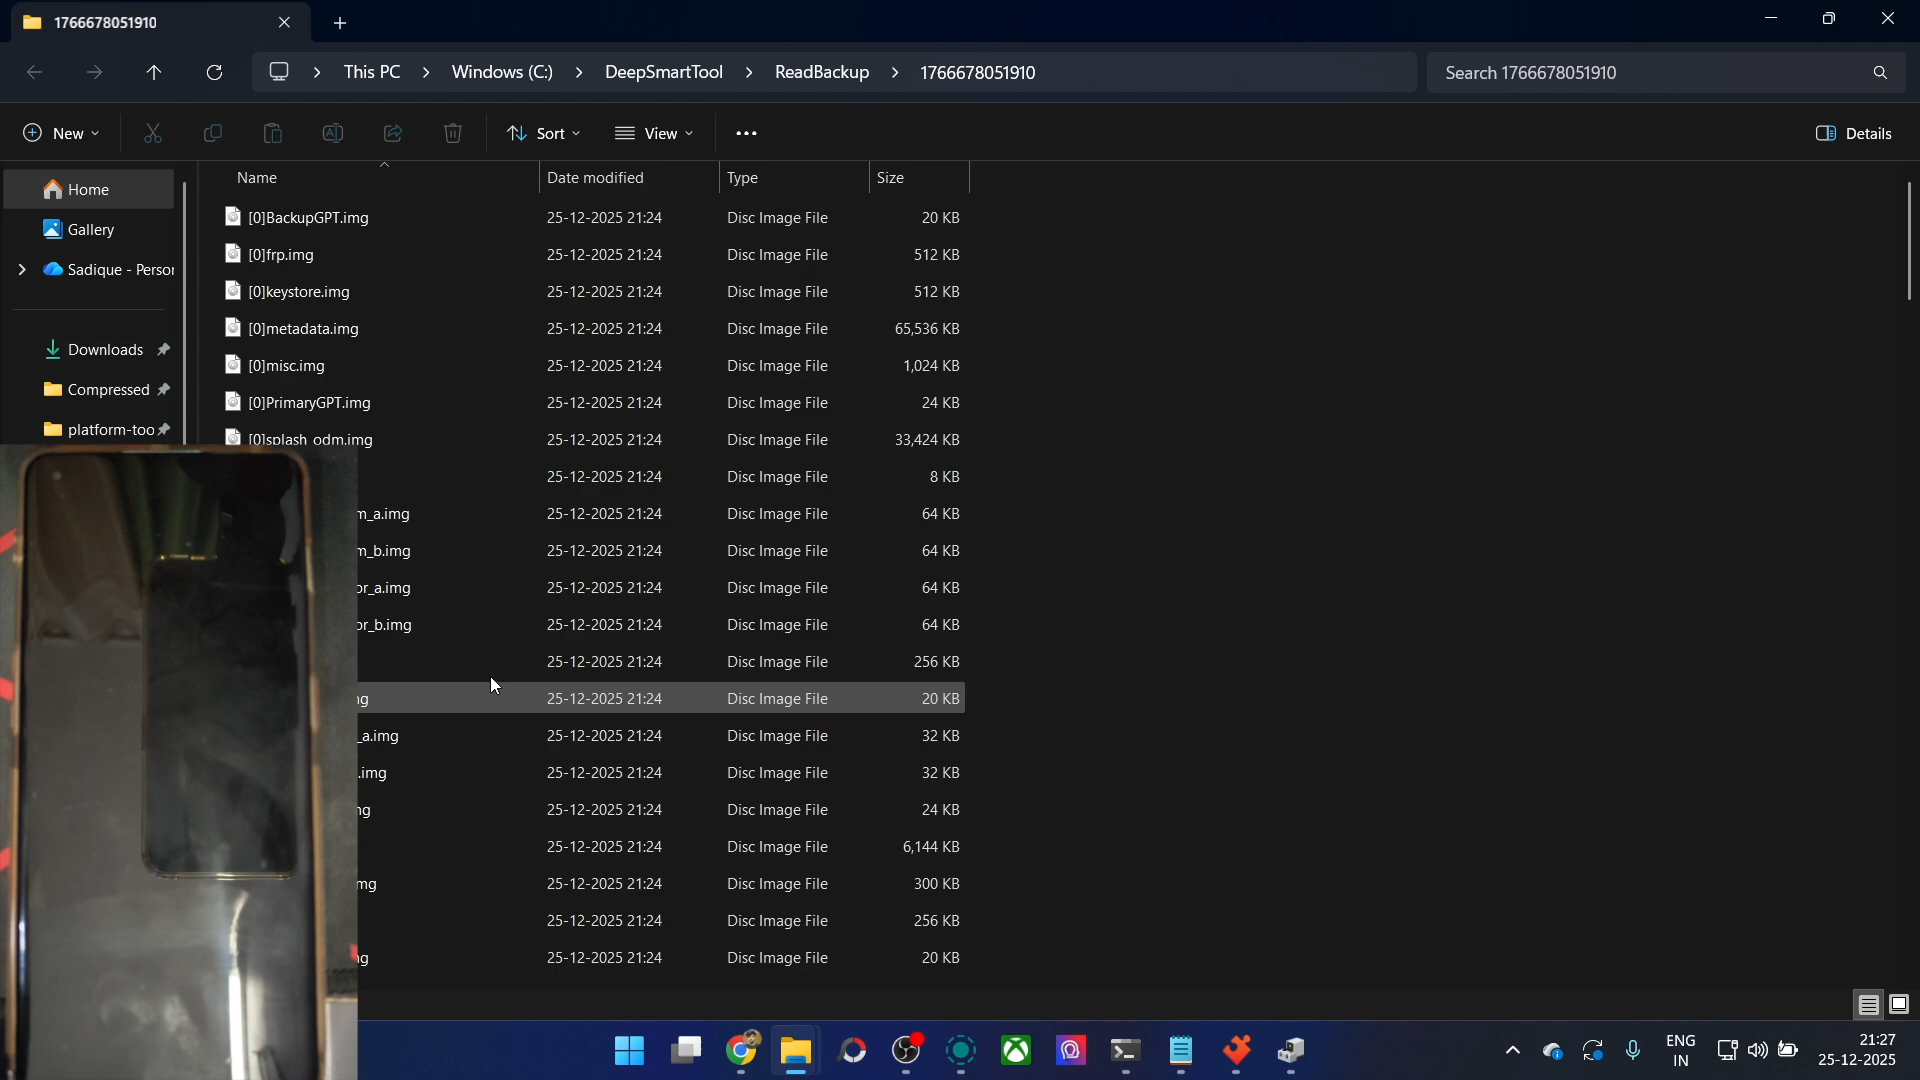 1766678051910
This PC > Windows (C:) > DeepSmartTool > ReadBackup > 1766678051910
Search 1766678051910
New
Sort
View
Details
Name Date modified Type Size
Home
Gallery
Sadique - Persor
Downloads
Compressed
platform-too
[0]BackupGPT.img 25-12-2025 21:24 Disc Image File 20 KB
[0]frp.img 25-12-2025 21:24 Disc Image File 512 KB
[0]keystore.img 25-12-2025 21:24 Disc Image File 512 KB
[0]metadata.img 25-12-2025 21:24 Disc Image File 65,536 KB
[0]misc.img 25-12-2025 21:24 Disc Image File 1,024 KB
[0]PrimaryGPT.img 25-12-2025 21:24 Disc Image File 24 KB
[0]splash_odm.img 25-12-2025 21:24 Disc Image File 33,424 KB
25-12-2025 21:24 Disc Image File 8 KB
m_a.img 25-12-2025 21:24 Disc Image File 64 KB
m_b.img 25-12-2025 21:24 Disc Image File 64 KB
or_a.img 25-12-2025 21:24 Disc Image File 64 KB
or_b.img 25-12-2025 21:24 Disc Image File 64 KB
25-12-2025 21:24 Disc Image File 256 KB
ng 25-12-2025 21:24 Disc Image File 20 KB
_a.img 25-12-2025 21:24 Disc Image File 32 KB
.img 25-12-2025 21:24 Disc Image File 32 KB
ng 25-12-2025 21:24 Disc Image File 24 KB
25-12-2025 21:24 Disc Image File 6,144 KB
mg 25-12-2025 21:24 Disc Image File 300 KB
25-12-2025 21:24 Disc Image File 256 KB
ng 25-12-2025 21:24 Disc Image File 20 KB
ENG
IN
21:27
25-12-2025